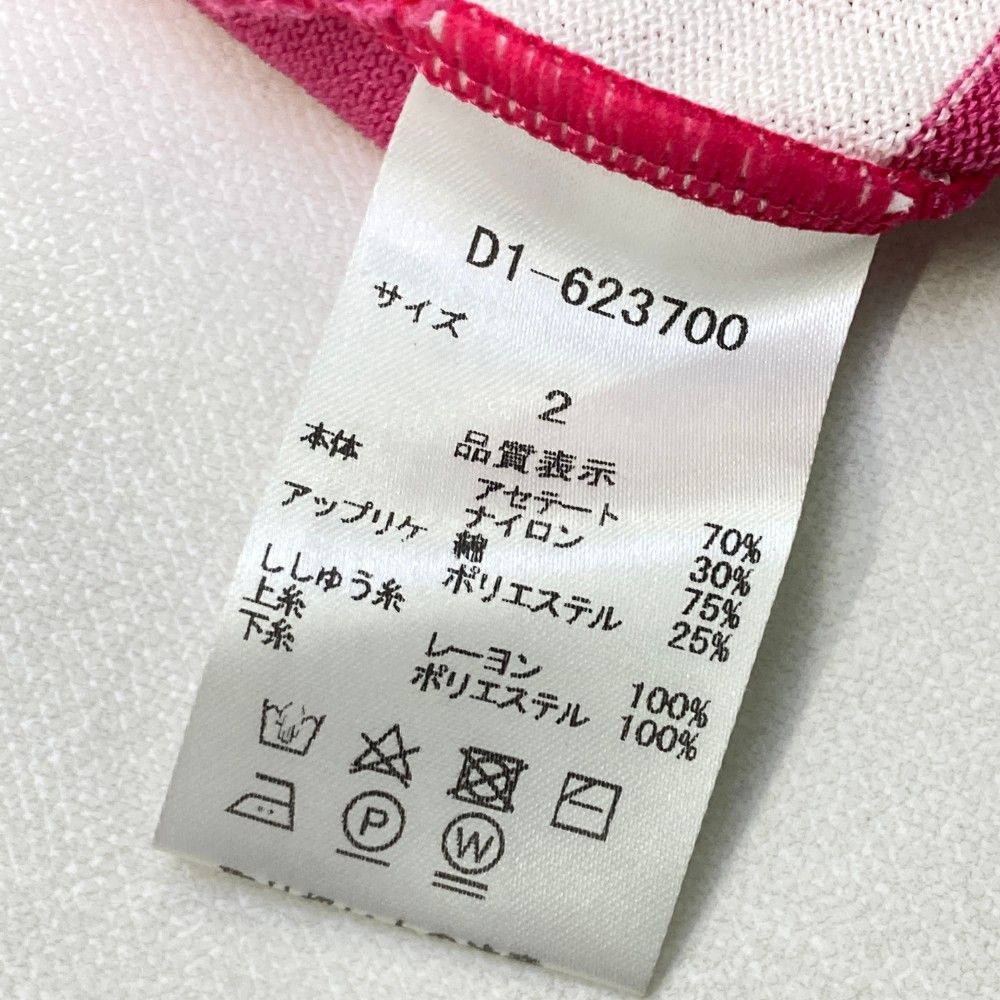 D1-623700
サイズ
2
品質表示
本体 アセテート 70%
ナイロン 30%
アップリケ 綿 75%
ポリエステル 25%
ししゅう糸
上糸 レーヨン 100%
下糸 ポリエステル 100%
P
W